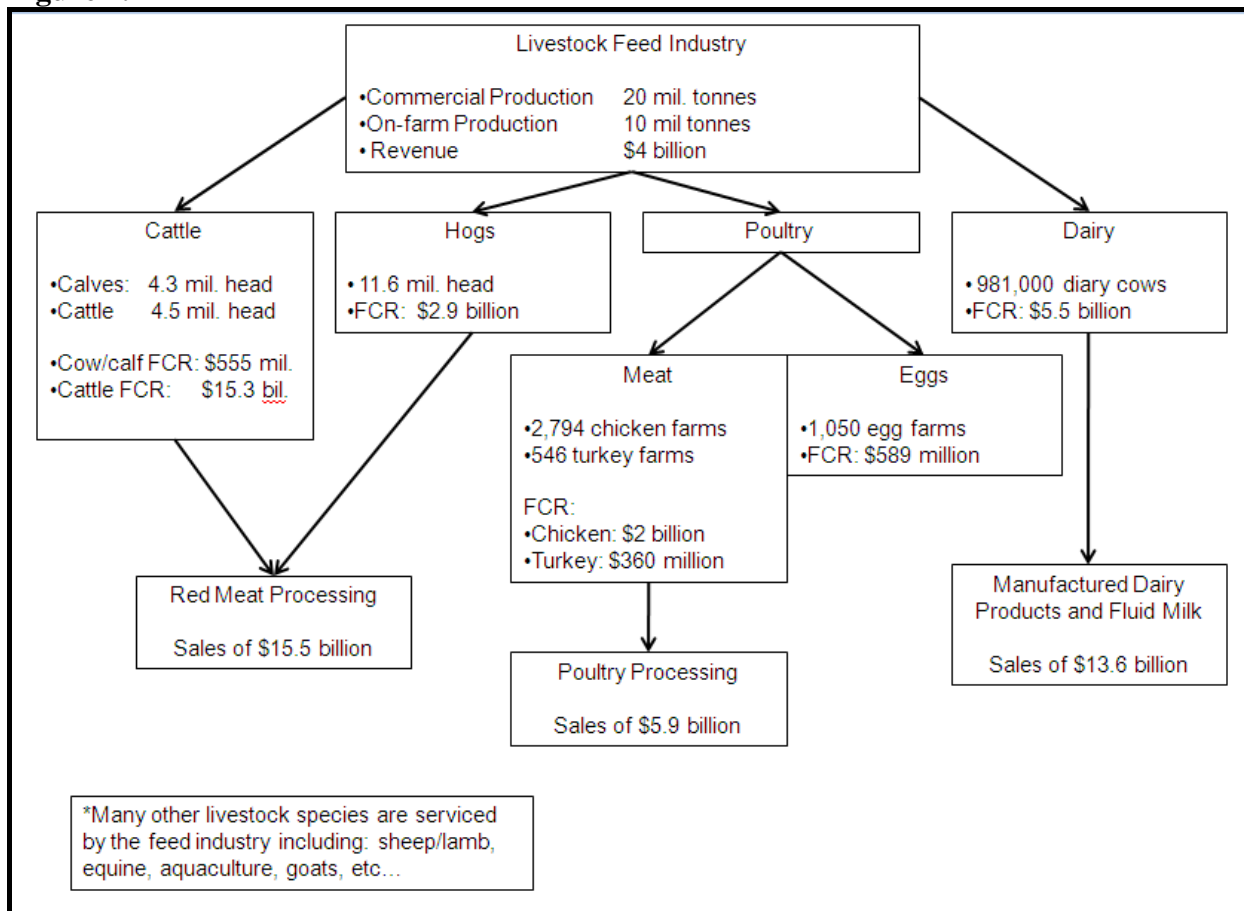 Livestock Feed Industry
•Commercial Production 20 mil. tonnes
•On-farm Production 10 mil tonnes
• Revenue $4 billion
Cattle
•Calves: 4.3 mil. head
•Cattle 4.5 mil. head
•Cow/calf FCR: $555 mil.
•Cattle FCR: $15.3 bil.
Hogs
• 11.6 mil. head
•FCR: $2.9 billion
Poultry
Dairy
• 981,000 diary cows
•FCR: $5.5 billion
Meat
•2,794 chicken farms
•546 turkey farms
FCR:
•Chicken: $2 billion
•Turkey: $360 million
Eggs
•1,050 egg farms
•FCR: $589 million
Red Meat Processing
Sales of $15.5 billion
Poultry Processing
Sales of $5.9 billion
Manufactured Dairy
Products and Fluid Milk
Sales of $13.6 billion
*Many other livestock species are serviced
by the feed industry including: sheep/lamb,
equine, aquaculture, goats, etc…